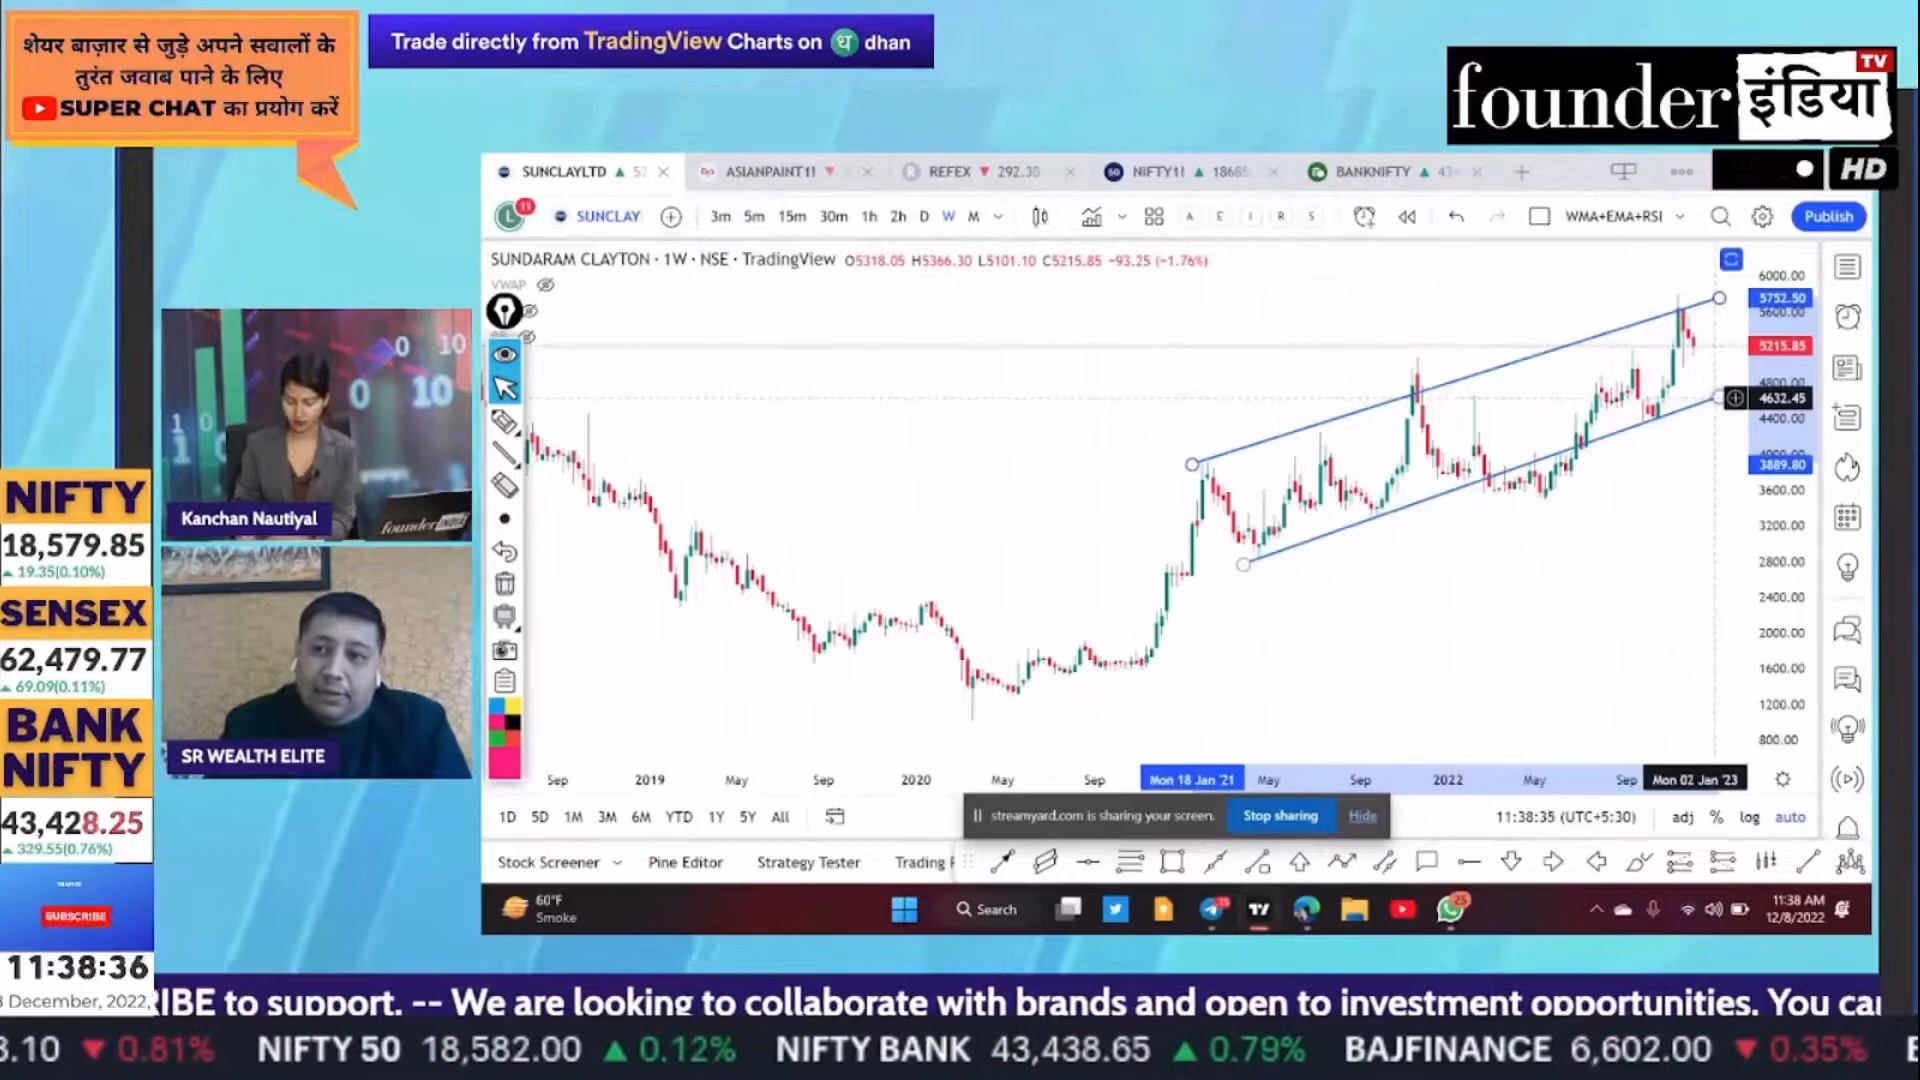 शेयर बाज़ार से जुड़े अपने सवालों के
तुरंत जवाब पाने के लिए
SUPER CHAT का प्रयोग करें
Trade directly from TradingView Charts on ध dhan
founder इंडिया TV
HD
SUNCLAYLTD ASIANPAINT1! REFEX 292.30 NIFTY1! BANKNIFTY
11
SUNCLAY 3m 5m 15m 30m 1h 2h D W M A E I R S WMA+EMA+RSI Publish
SUNDARAM CLAYTON · 1W · NSE · TradingView O5318.05 H5366.30 L5101.10 C5215.85 −93.25 (−1.76%)
VWAP
6000.00
5752.50
5600.00
5215.85
4800.00
4632.45
4400.00
3889.80
3600.00
3200.00
2800.00
2400.00
2000.00
1600.00
1200.00
800.00
Kanchan Nautiyal
founder
SR WEALTH ELITE
NIFTY
18,579.85
19.35(0.10%)
SENSEX
62,479.77
69.09(0.11%)
BANK
NIFTY
43,428.25
329.55(0.76%)
SUBSCRIBE
11:38:36
December, 2022,
Sep 2019 May Sep 2020 May Sep Mon 18 Jan '21 May Sep 2022 May Sep Mon 02 Jan '23
1D 5D 1M 3M 6M YTD 1Y 5Y All
streamyard.com is sharing your screen. Stop sharing Hide
11:38:35 (UTC+5:30) adj % log auto
Stock Screener Pine Editor Strategy Tester Trading
60°F
Smoke
Search
25
11:38 AM
12/8/2022
RIBE to support. -- We are looking to collaborate with brands and open to investment opportunities. You
3.10 ▼ 0.81% NIFTY 50 18,582.00 ▲ 0.12% NIFTY BANK 43,438.65 ▲ 0.79% BAJFINANCE 6,602.00 ▼ 0.35%